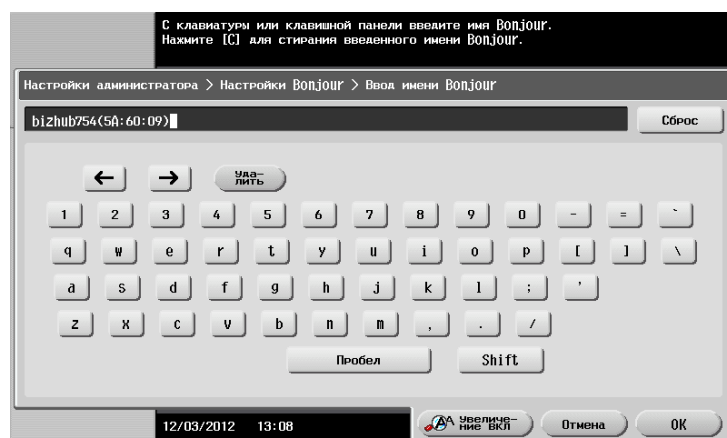 С клавиатуры или клавишной панели введите имя Bonjour.
Нажмите [C] для стирания введенного имени Bonjour.
Настройки администратора > Настройки Bonjour > Ввод имени Bonjour
bizhub754(5A:60:09)
Сброс
← → Уда-
лить
1 2 3 4 5 6 7 8 9 0 - = `
q w e r t y u i o p [ ] \
a s d f g h j k l ; '
z x c v b n m , . /
Пробел Shift
12/03/2012 13:08
Увеличе-
ние ВКЛ
Отмена
OK